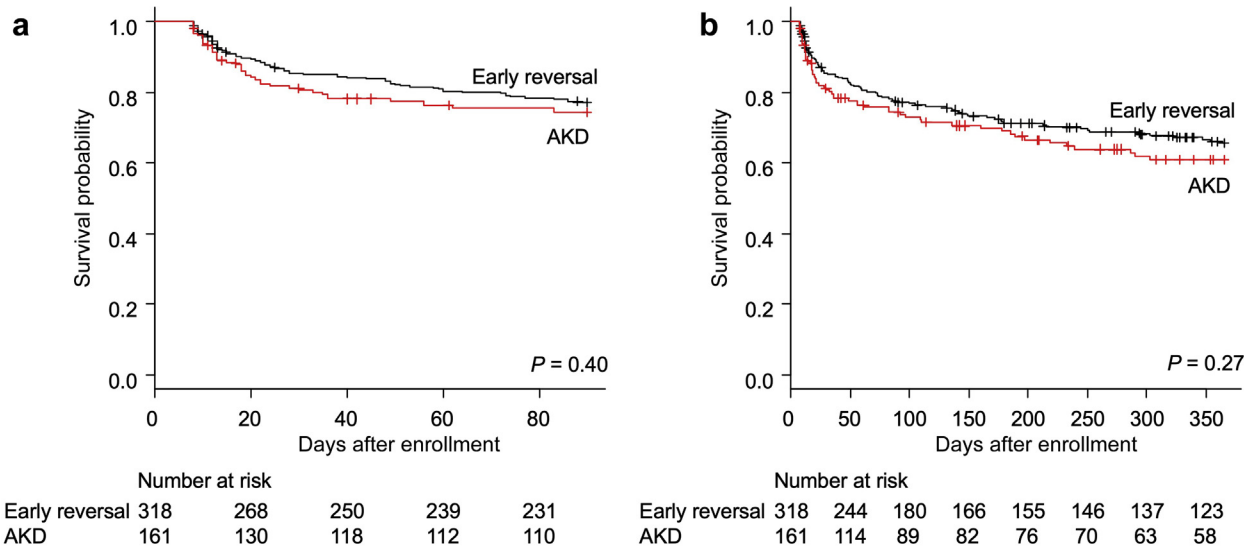 a
1.0
0.8
0.6
0.4
0.2
0.0
Survival probability
Early reversal
AKD
P = 0.40
0 20 40 60 80
Days after enrollment
Number at risk
Early reversal 318 268 250 239 231
AKD 161 130 118 112 110
b
1.0
0.8
0.6
0.4
0.2
0.0
Survival probability
Early reversal
AKD
P = 0.27
0 50 100 150 200 250 300 350
Days after enrollment
Number at risk
Early reversal 318 244 180 166 155 146 137 123
AKD 161 114 89 82 76 70 63 58